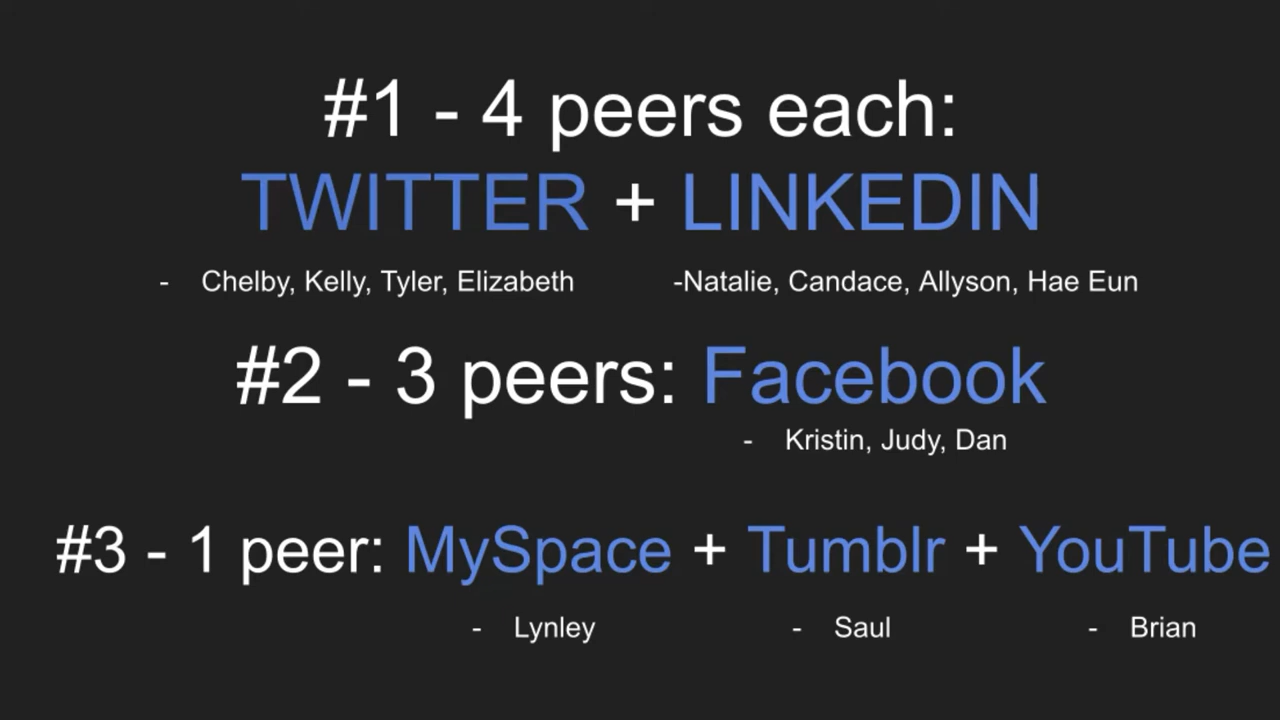 #1 - 4 peers each:
TWITTER + LINKEDIN
- Chelby, Kelly, Tyler, Elizabeth -Natalie, Candace, Allyson, Hae Eun
#2 - 3 peers: Facebook
- Kristin, Judy, Dan
#3 - 1 peer: MySpace + Tumblr + YouTube
- Lynley - Saul - Brian